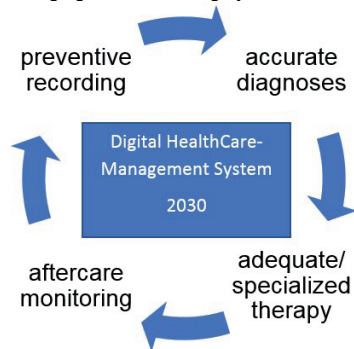 preventive
recording
accurate
diagnoses
Digital HealthCare-
Management System
2030
aftercare
monitoring
adequate/
specialized
therapy